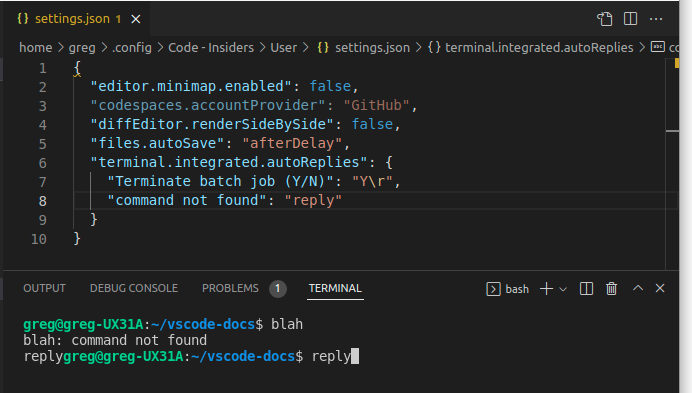 { } settings.json 1 ×
home > greg > .config > Code - Insiders > User > { } settings.json > { } terminal.integrated.autoReplies > abc co
1 {
2 "editor.minimap.enabled": false,
3 "codespaces.accountProvider": "GitHub",
4 "diffEditor.renderSideBySide": false,
5 "files.autoSave": "afterDelay",
6 "terminal.integrated.autoReplies": {
7 "Terminate batch job (Y/N)": "Y\r",
8 "command not found": "reply"
9 }
10 }
OUTPUT DEBUG CONSOLE PROBLEMS 1 TERMINAL bash
greg@greg-UX31A:~/vscode-docs$ blah
blah: command not found
replygreg@greg-UX31A:~/vscode-docs$ reply